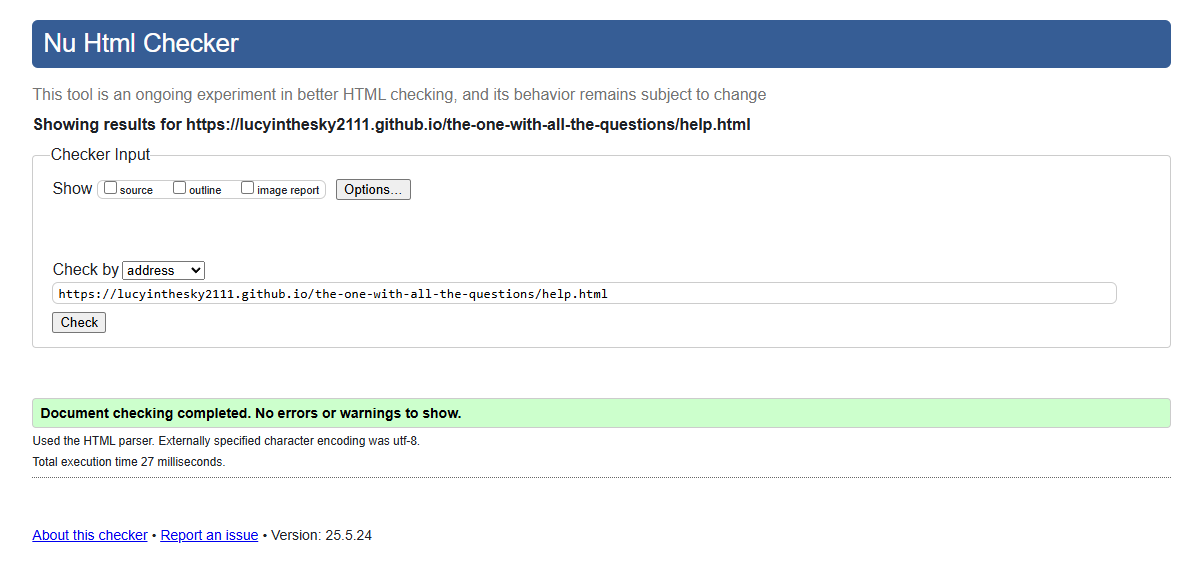 Nu Html Checker
This tool is an ongoing experiment in better HTML checking, and its behavior remains subject to change
Showing results for https://lucyinthesky2111.github.io/the-one-with-all-the-questions/help.html
Checker Input
Show source outline image report Options...
Check by address
https://lucyinthesky2111.github.io/the-one-with-all-the-questions/help.html
Check
Document checking completed. No errors or warnings to show.
Used the HTML parser. Externally specified character encoding was utf-8.
Total execution time 27 milliseconds.
About this checker • Report an issue • Version: 25.5.24